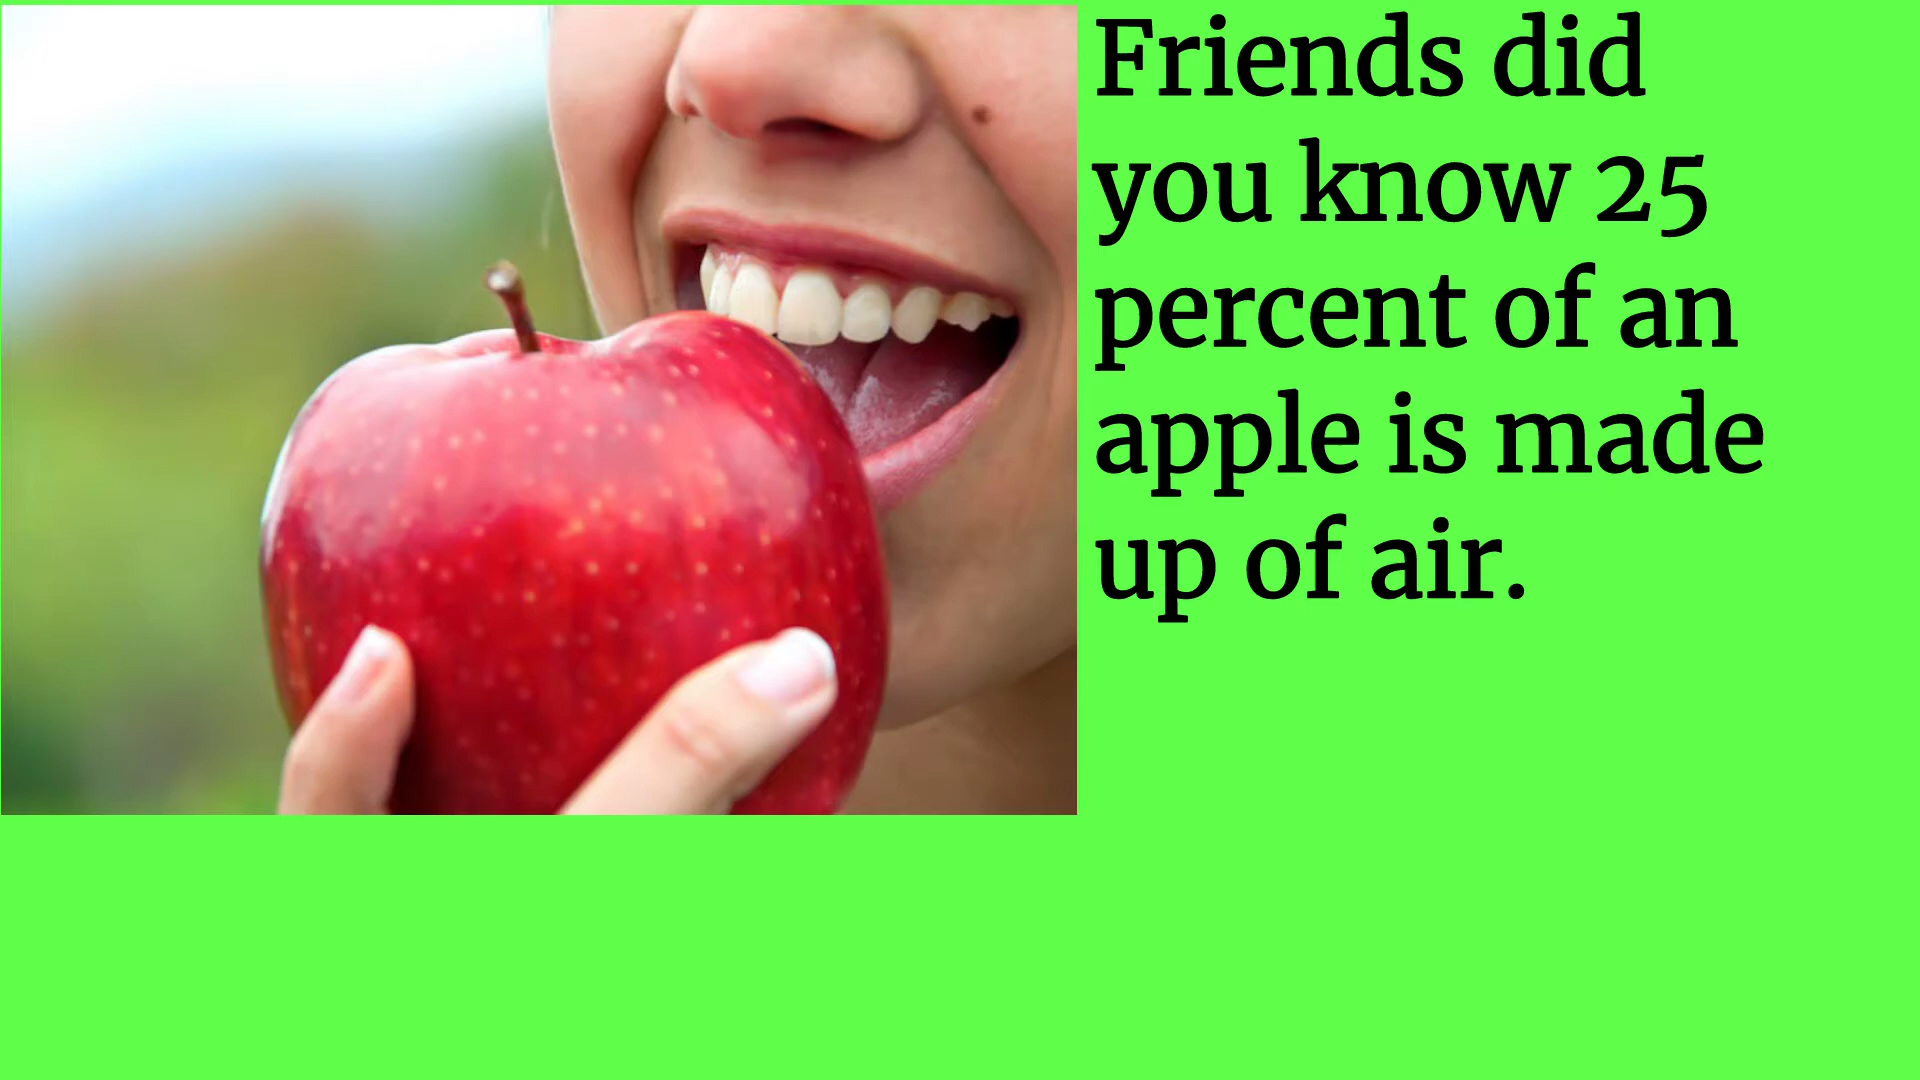 Friends did
you know 25
percent of an
apple is made
up of air.